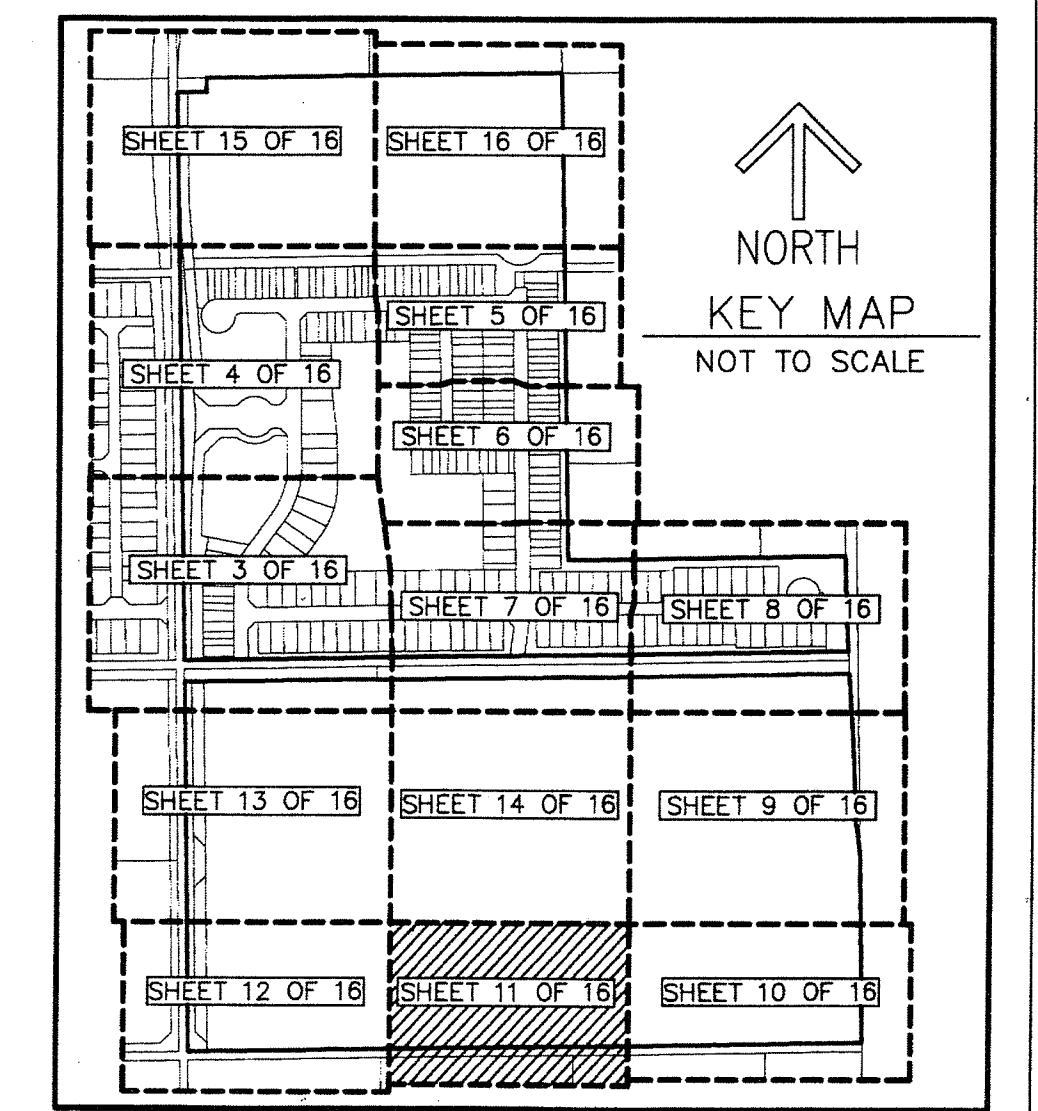 SHEET 15 OF 16
SHEET 16 OF 16
NORTH
KEY MAP
NOT TO SCALE
SHEET 5 OF 16
SHEET 4 OF 16
SHEET 6 OF 16
SHEET 3 OF 16
SHEET 7 OF 16
SHEET 8 OF 16
SHEET 13 OF 16
SHEET 14 OF 16
SHEET 9 OF 16
SHEET 12 OF 16
SHEET 11 OF 16
SHEET 10 OF 16